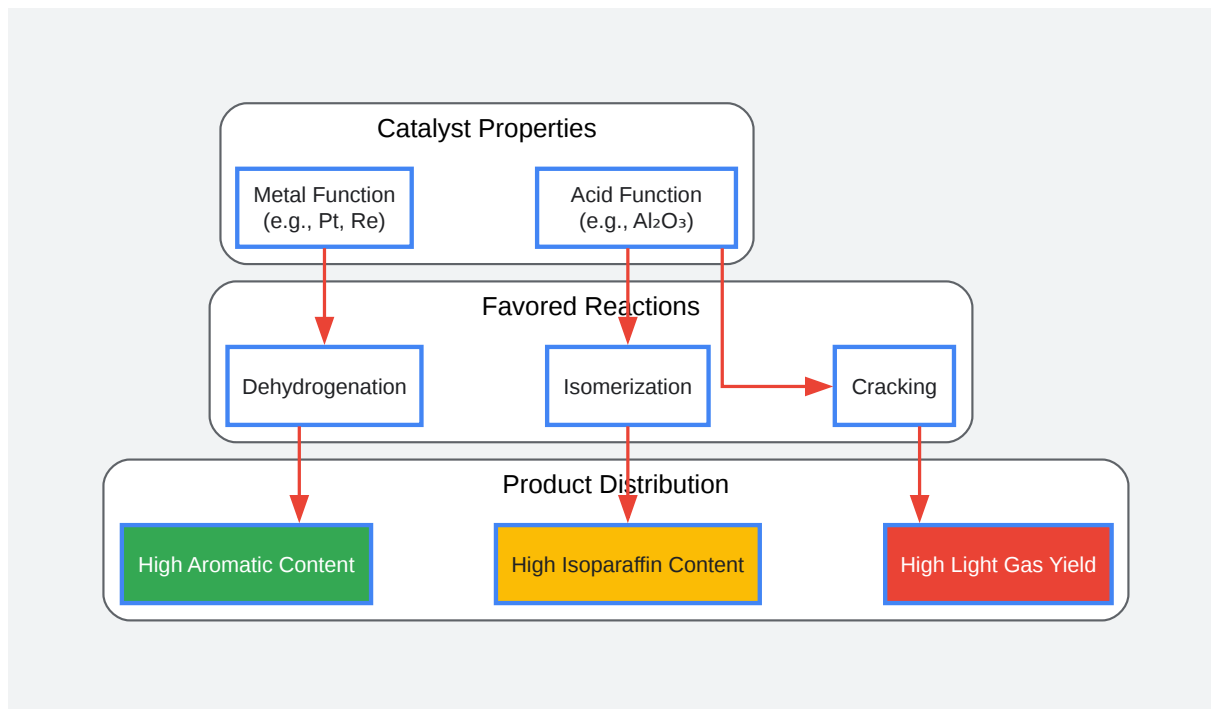 Catalyst Properties
Metal Function
(e.g., Pt, Re)
Acid Function
(e.g., Al₂O₃)
Favored Reactions
Dehydrogenation
Isomerization
Cracking
Product Distribution
High Aromatic Content
High Isoparaffin Content
High Light Gas Yield